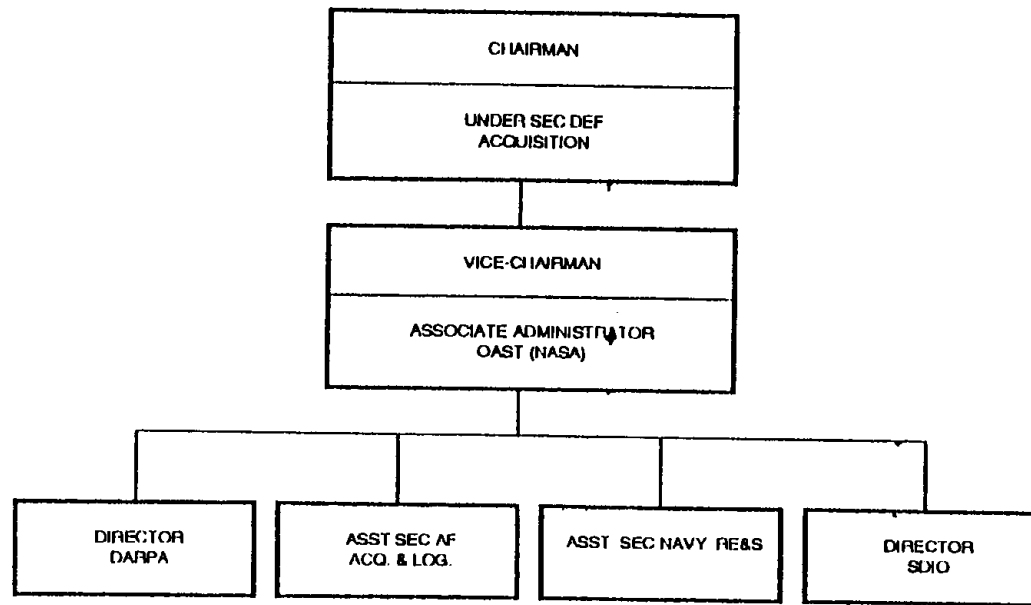 CHAIRMAN
UNDER SEC DEF
ACQUISITION
VICE-CHAIRMAN
ASSOCIATE ADMINISTRATOR
OAST (NASA)
DIRECTOR
DARPA
ASST SEC AF
ACQ. & LOG.
ASST SEC NAVY RE&S
DIRECTOR
SDIO